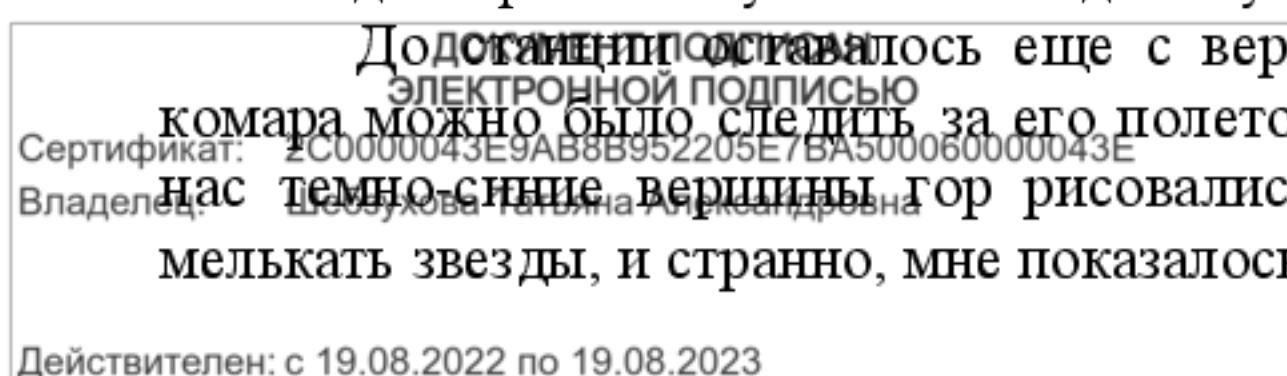 До станции оставалось еще с вер
ДОКУМЕНТ ПОДПИСАН
ЭЛЕКТРОННОЙ ПОДПИСЬЮ
комара можно было следить за его полето
Сертификат: 2C0000043E9AB8B952205E7BA500060000043E
нас темно-синие вершины гор рисовалис
Владелец: Шебзухова Татьяна Александровна
мелькать звезды, и странно, мне показалось
Действителен: с 19.08.2022 по 19.08.2023